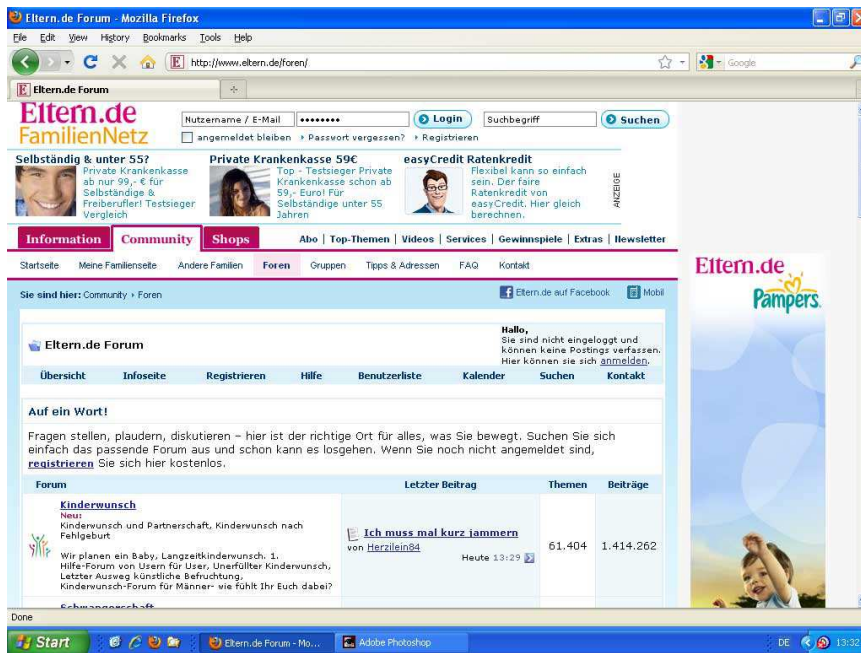 Eltern.de Forum - Mozilla Firefox
File Edit View History Bookmarks Tools Help
http://www.eltern.de/foren/
Google
Eltern.de Forum
Eltern.de
FamilienNetz
Nutzername / E-Mail
•••••••• 
Login
Suchbegriff
Suchen
angemeldet bleiben
Passwort vergessen?
Registrieren
Selbständig & unter 55?
Private Krankenkasse
ab nur 99,- € für
Selbständige &
Freiberufler! Testsieger
Vergleich
Private Krankenkasse 59€
Top - Testsieger Private
Krankenkasse schon ab
59,- Euro! Für
Selbständige unter 55
Jahren
easyCredit Ratenkredit
Flexibel kann so einfach
sein. Der faire
Ratenkredit von
easyCredit. Hier gleich
berechnen.
ANZEIGE
Information Community Shops
Abo | Top-Themen | Videos | Services | Gewinnspiele | Extras | Newsletter
Startseite Meine Familienseite Andere Familien Foren Gruppen Tipps & Adressen FAQ Kontakt
Sie sind hier: Community › Foren
Eltern.de auf Facebook
Mobil
Eltern.de
Pampers.
Eltern.de Forum
Hallo,
Sie sind nicht eingeloggt und
können keine Postings verfassen.
Hier können sie sich anmelden.
Übersicht Infoseite Registrieren Hilfe Benutzerliste Kalender Suchen Kontakt
Auf ein Wort!
Fragen stellen, plaudern, diskutieren – hier ist der richtige Ort für alles, was Sie bewegt. Suchen Sie sich
einfach das passende Forum aus und schon kann es losgehen. Wenn Sie noch nicht angemeldet sind,
registrieren Sie sich hier kostenlos.
Forum Letzter Beitrag Themen Beiträge
Kinderwunsch
Neu:
Kinderwunsch und Partnerschaft, Kinderwunsch nach
Fehlgeburt
Wir planen ein Baby, Langzeitkinderwunsch. 1.
Hilfe-Forum von Usern für User, Unerfüllter Kinderwunsch,
Letzter Ausweg künstliche Befruchtung,
Kinderwunsch-Forum für Männer- wie fühlt Ihr Euch dabei?
Ich muss mal kurz jammern
von Herzilein84
Heute 13:29
61.404
1.414.262
Schwangerschaft
Done
Start
Eltern.de Forum - Mo...
Adobe Photoshop
DE
13:32